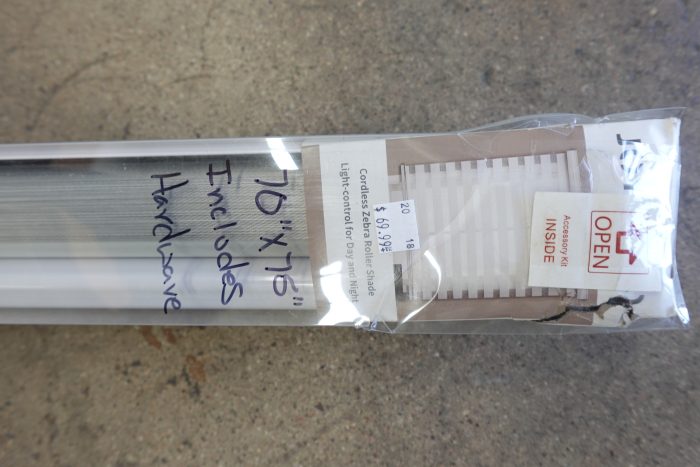 70" X 76"
Includes
Hardware
Cordless Zebra Roller Shade
Light-control for Day and Night
20 18
$ 69.99
OPEN
Accessory Kit
INSIDE